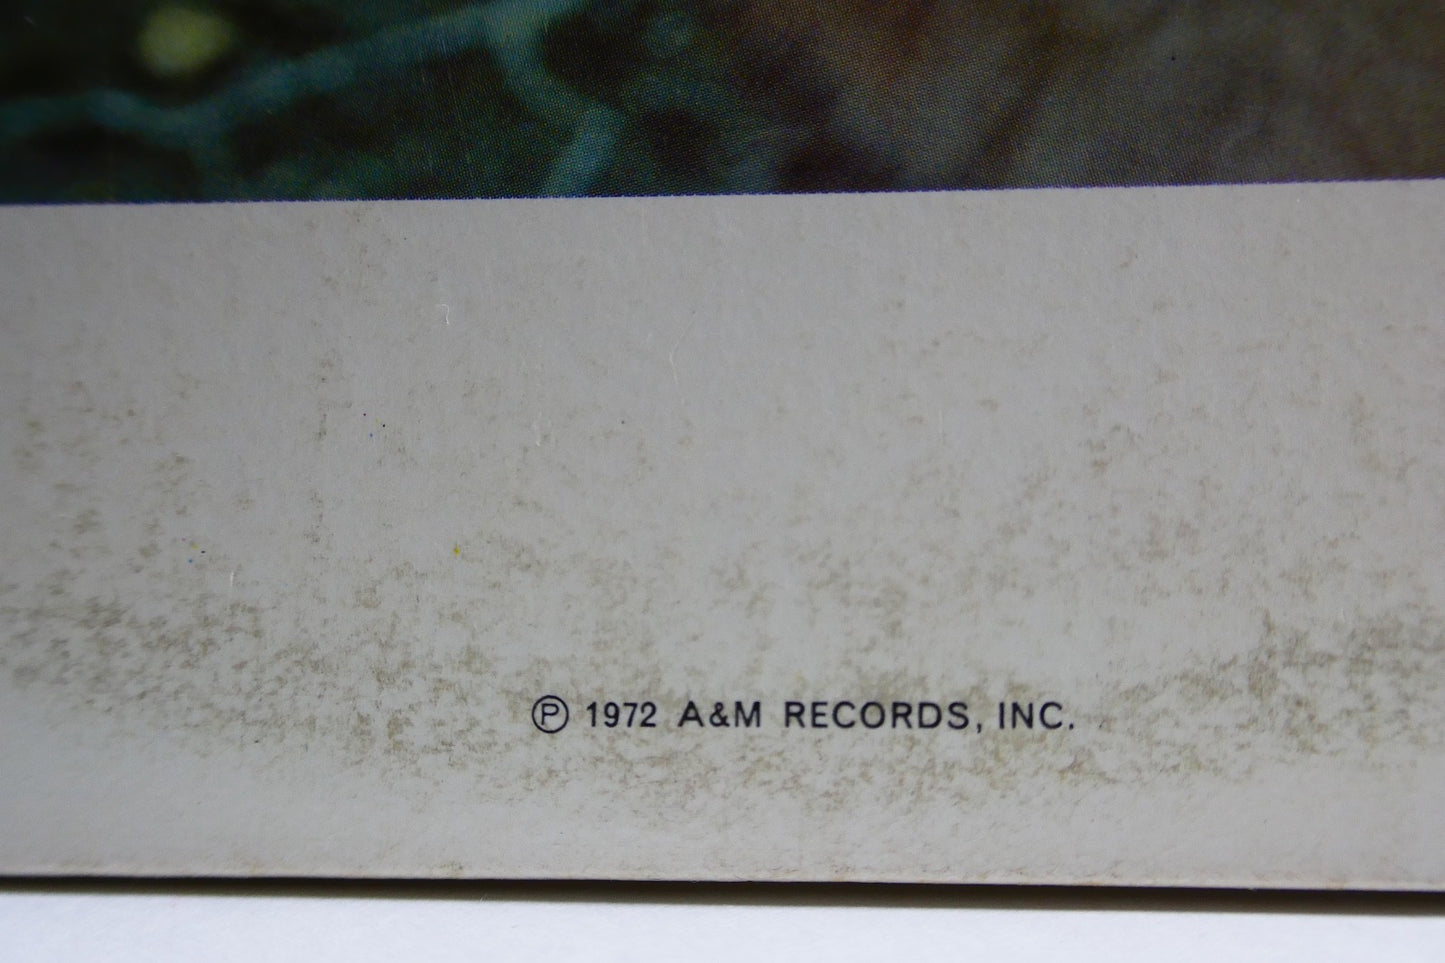 Ⓟ 1972 A&M RECORDS, INC.